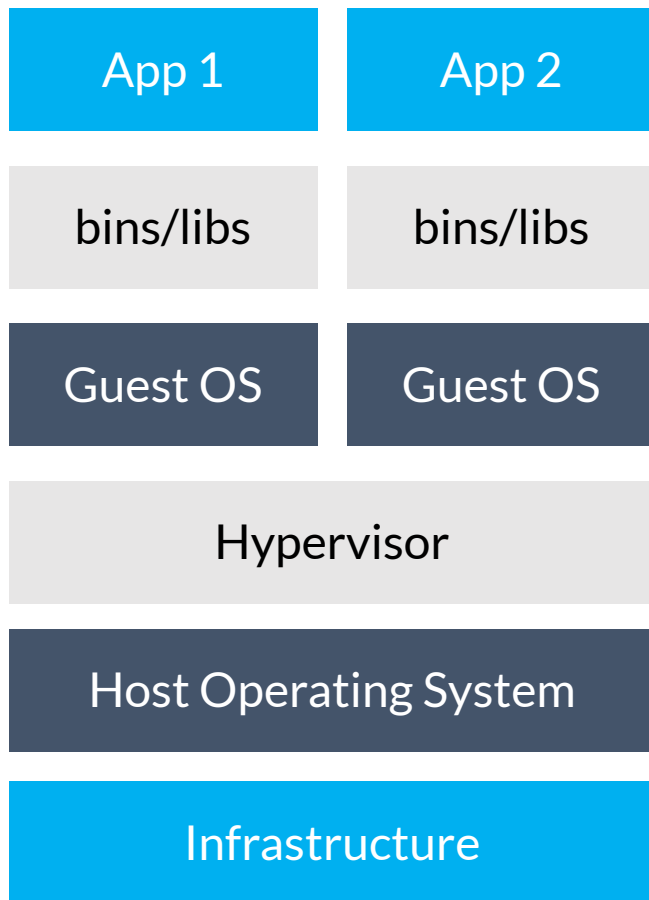 App 1
App 2
bins/libs
bins/libs
Guest OS
Guest OS
Hypervisor
Host Operating System
Infrastructure